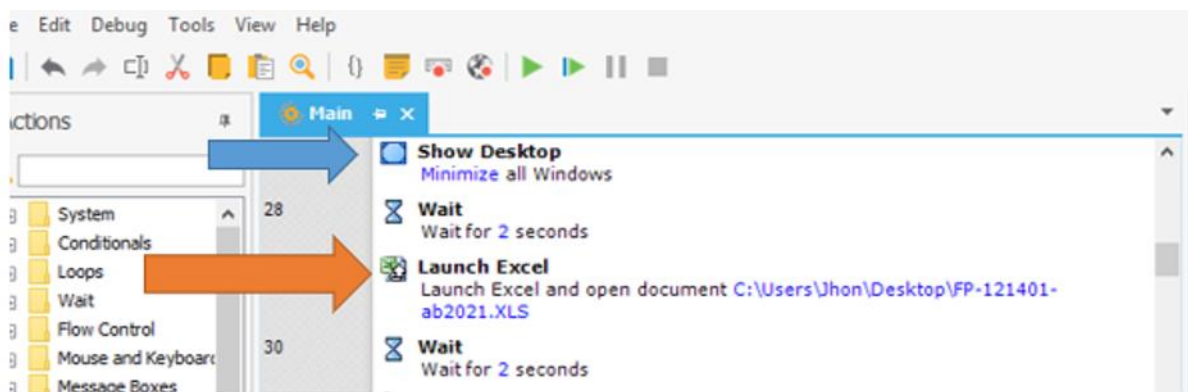 e Edit Debug Tools View Help
Actions
Main
Show Desktop
Minimize all Windows
28
Wait
Wait for 2 seconds
Launch Excel
Launch Excel and open document C:\Users\Jhon\Desktop\FP-121401-
ab2021.XLS
30
Wait
Wait for 2 seconds
System
Conditionals
Loops
Wait
Flow Control
Mouse and Keyboard
Message Boxes